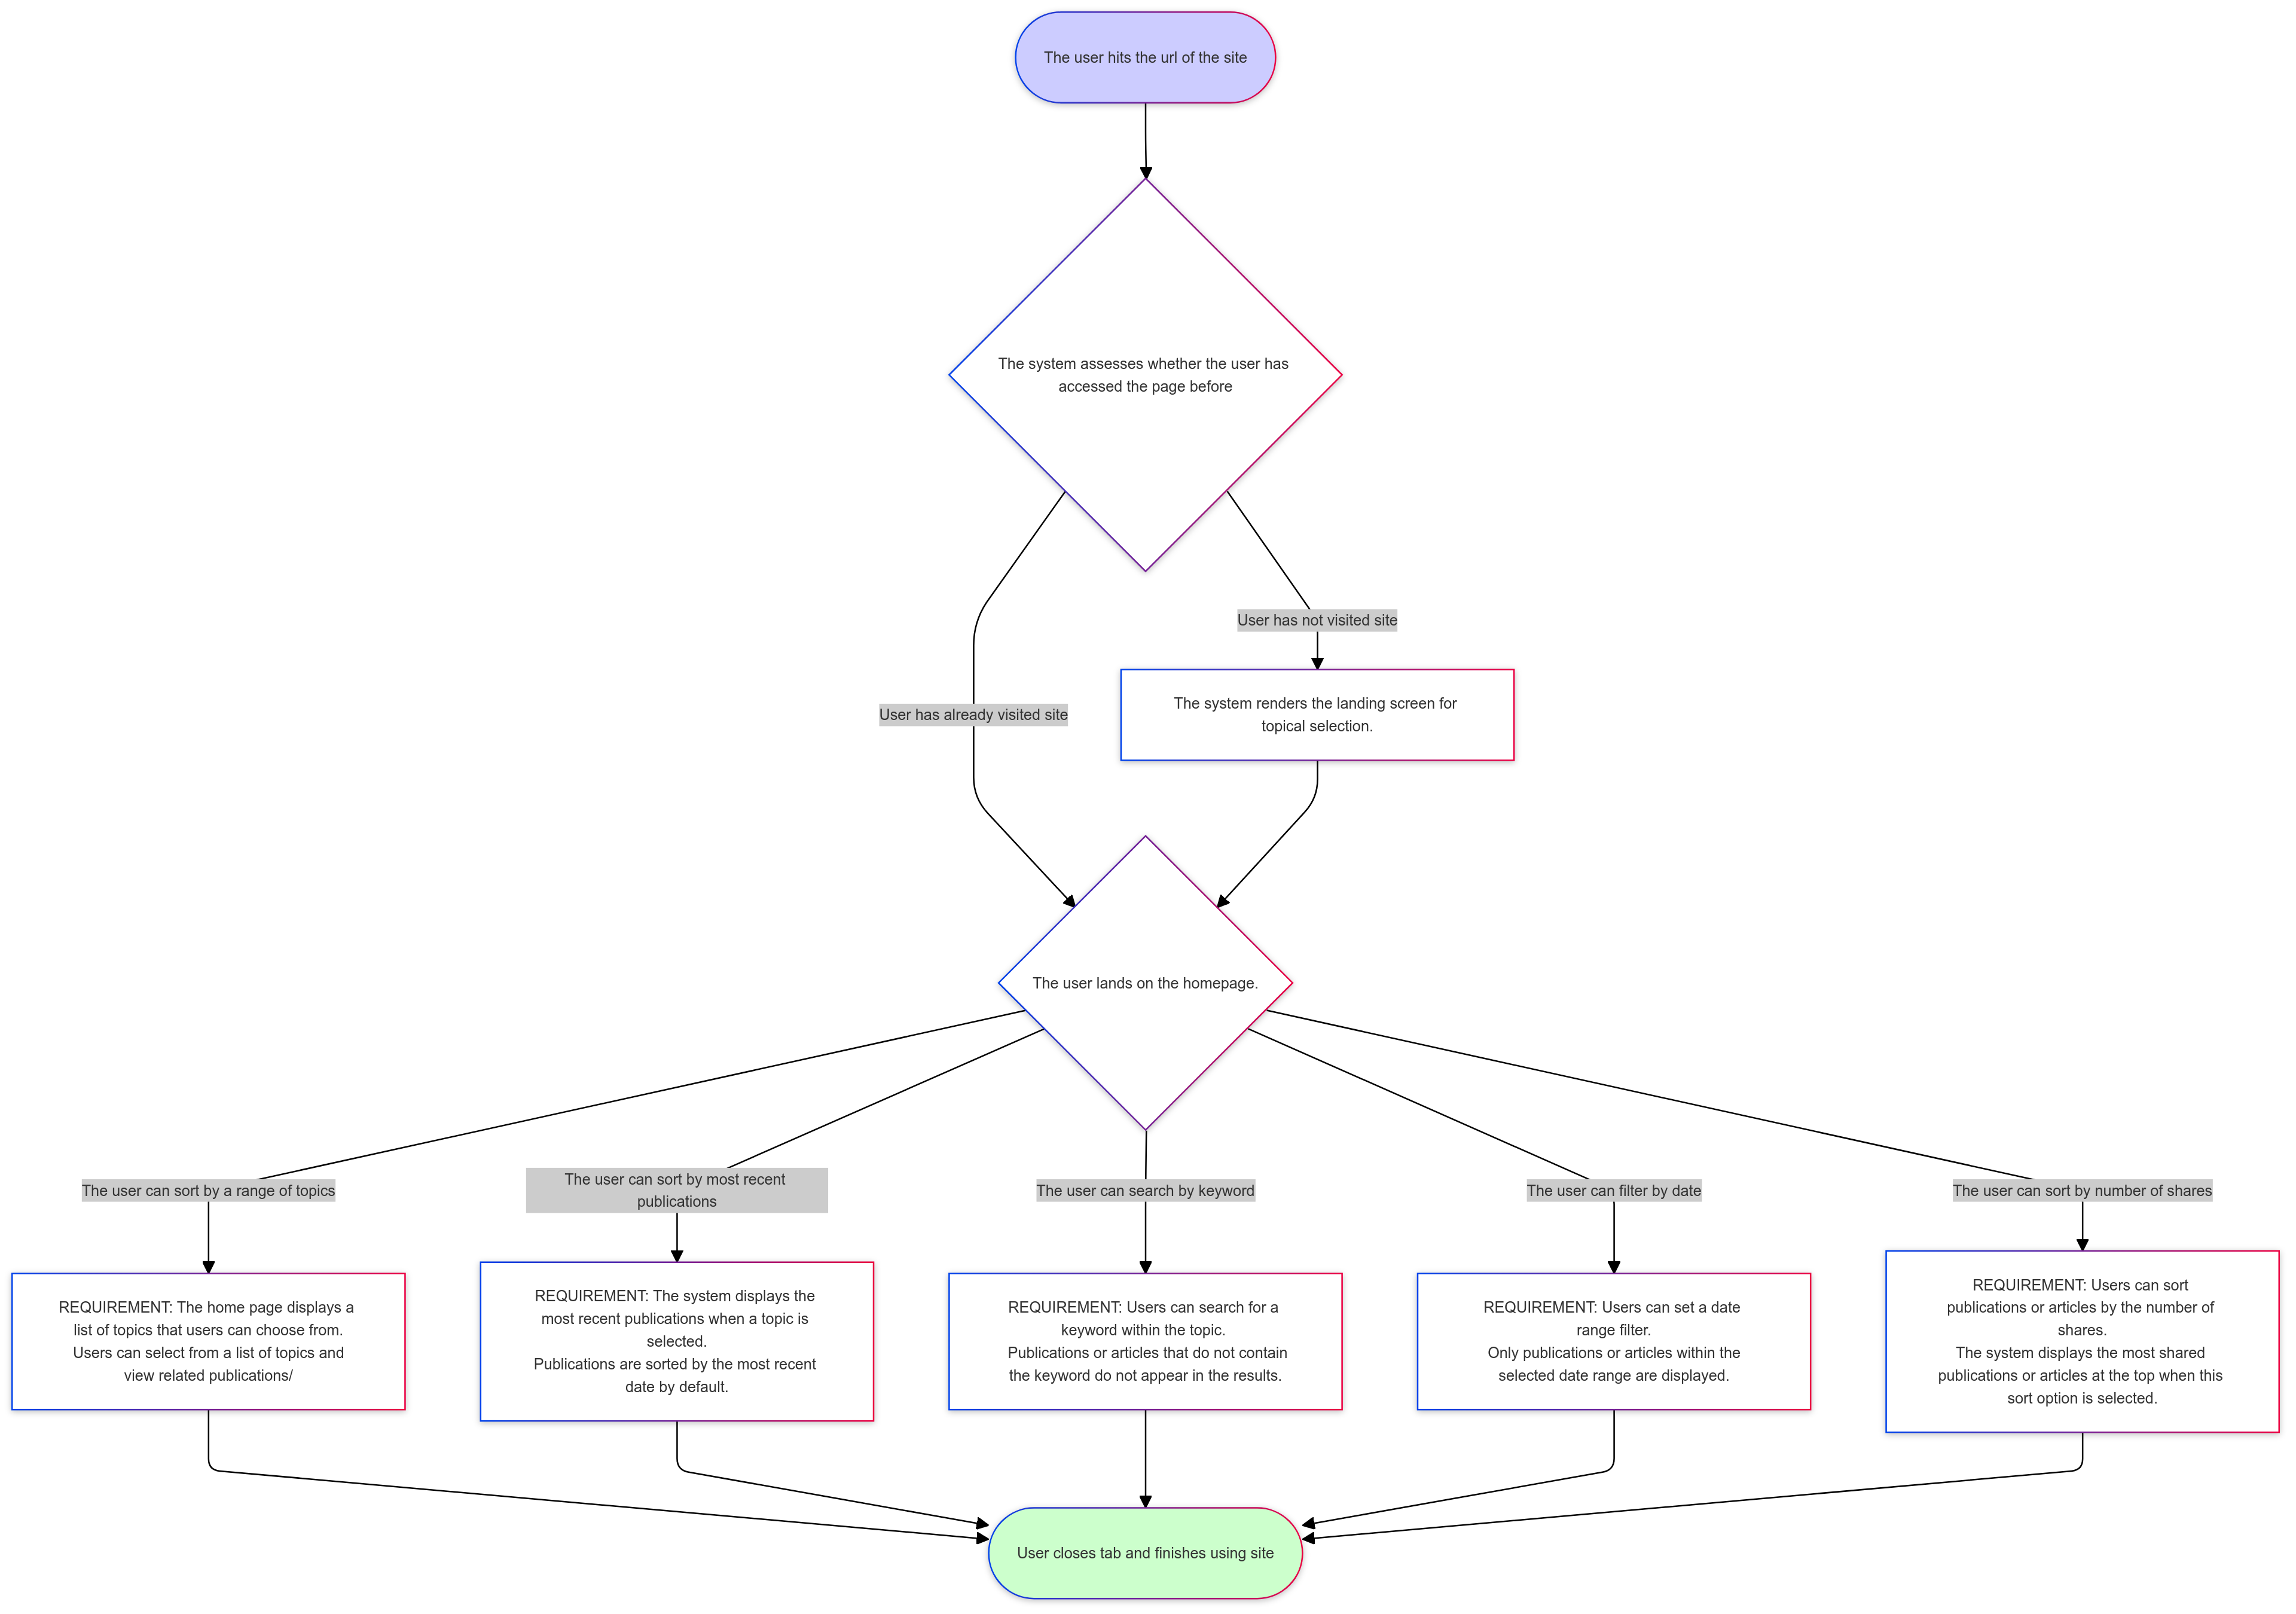 The user hits the url of the site
The system assesses whether the user has
accessed the page before
User has not visited site
The system renders the landing screen for
topical selection.
User has already visited site
The user lands on the homepage.
The user can sort by a range of topics
The user can sort by most recent
publications
The user can search by keyword
The user can filter by date
The user can sort by number of shares
REQUIREMENT: The home page displays a
list of topics that users can choose from.
Users can select from a list of topics and
view related publications/
REQUIREMENT: The system displays the
most recent publications when a topic is
selected.
Publications are sorted by the most recent
date by default.
REQUIREMENT: Users can search for a
keyword within the topic.
Publications or articles that do not contain
the keyword do not appear in the results.
REQUIREMENT: Users can set a date
range filter.
Only publications or articles within the
selected date range are displayed.
REQUIREMENT: Users can sort
publications or articles by the number of
shares.
The system displays the most shared
publications or articles at the top when this
sort option is selected.
User closes tab and finishes using site